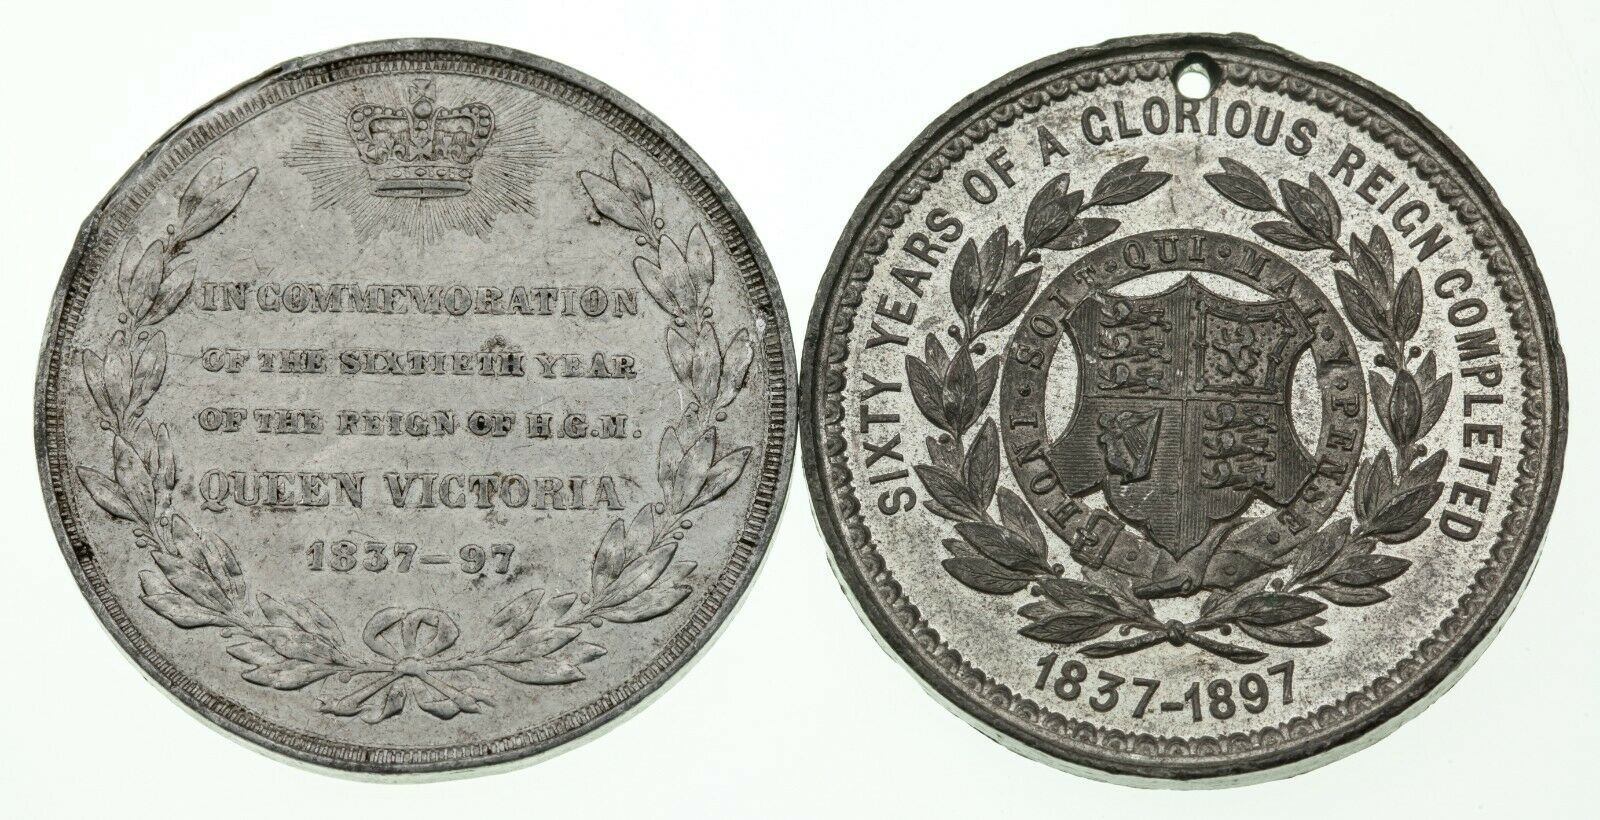 IN COMMEMORATION
OF THE SIXTIETH YEAR
OF THE REIGN OF H.G.M.
QUEEN VICTORIA
1837-97
SIXTY YEARS OF A GLORIOUS REIGN COMPLETED
HONI · SOIT · QUI · MAL · Y · PENSE ·
1837-1897